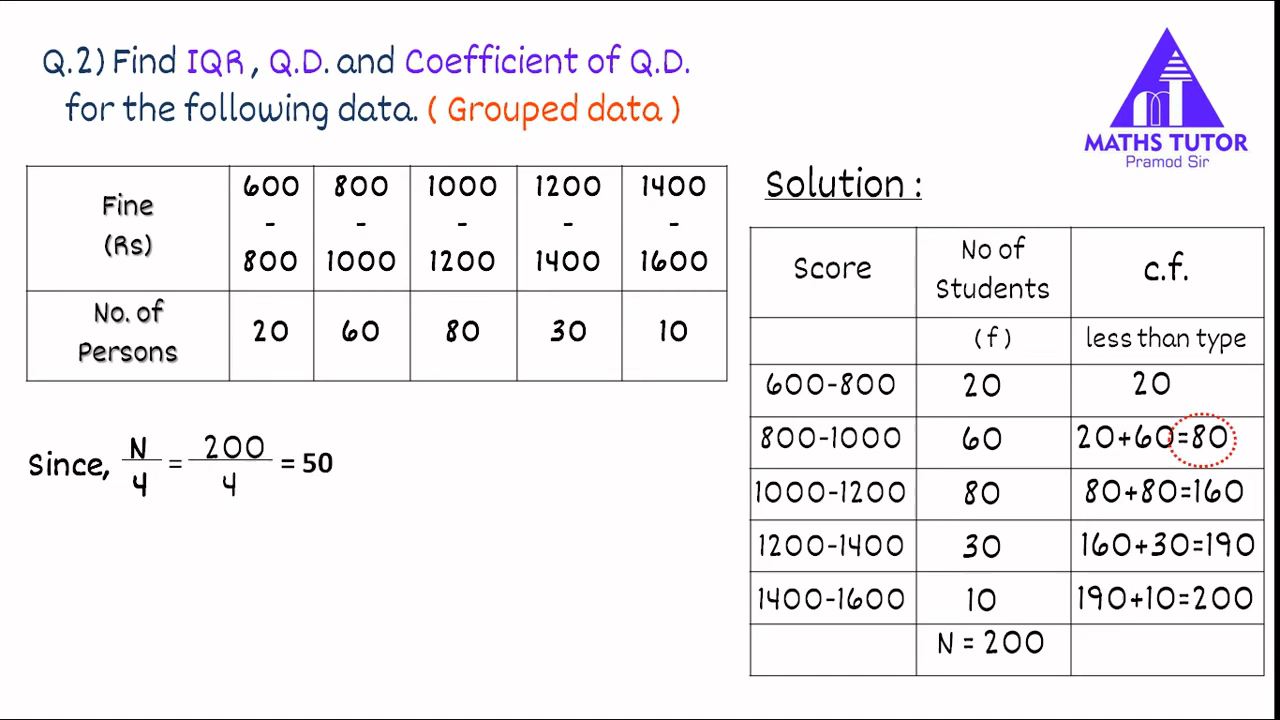 Q.2) Find IQR, Q.D. and Coefficient of Q.D.
for the following data. ( Grouped data )
MATHS TUTOR
Pramod Sir
Fine
(Rs)
600
-
800
800
-
1000
1000
-
1200
1200
-
1400
1400
-
1600
No. of
Persons
20
60
80
30
10
Since, N/4 = 200/4 = 50
Solution :
Score
No of
Students
c.f.
( f )
less than type
600-800
20
20
800-1000
60
20+60=80
1000-1200
80
80+80=160
1200-1400
30
160+30=190
1400-1600
10
190+10=200
N = 200